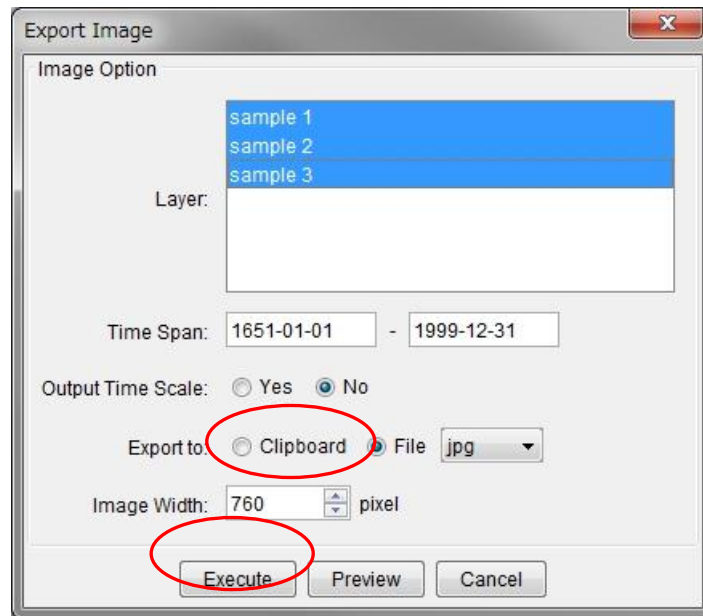 Export Image
Image Option
Layer:
sample 1
sample 2
sample 3
Time Span: 1651-01-01 - 1999-12-31
Output Time Scale: Yes No
Export to: Clipboard File jpg
Image Width: 760 pixel
Execute Preview Cancel